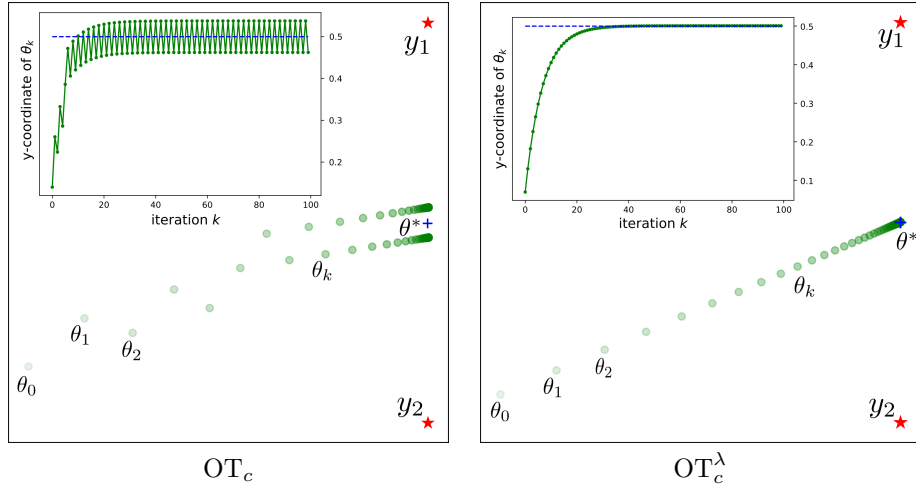 y-coordinate of θ_k
0.5
0.4
0.3
0.2
0 20 40 60 80 100
iteration k
y_1
θ*
θ_k
θ_1
θ_2
θ_0
y_2
OT_c
y-coordinate of θ_k
0.5
0.4
0.3
0.2
0.1
0 20 40 60 80 100
iteration k
y_1
θ*
θ_k
θ_2
θ_1
θ_0
y_2
OT_c^λ